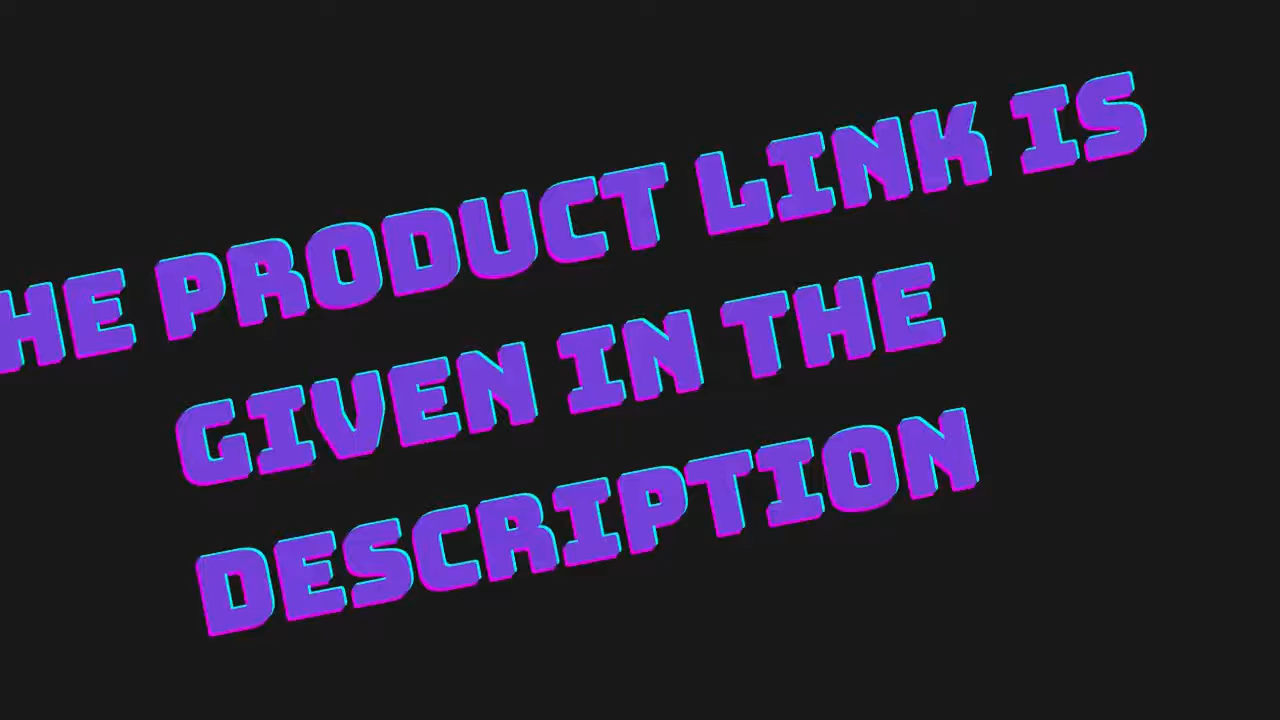 HE PRODUCT LINK IS
GIVEN IN THE
DESCRIPTION